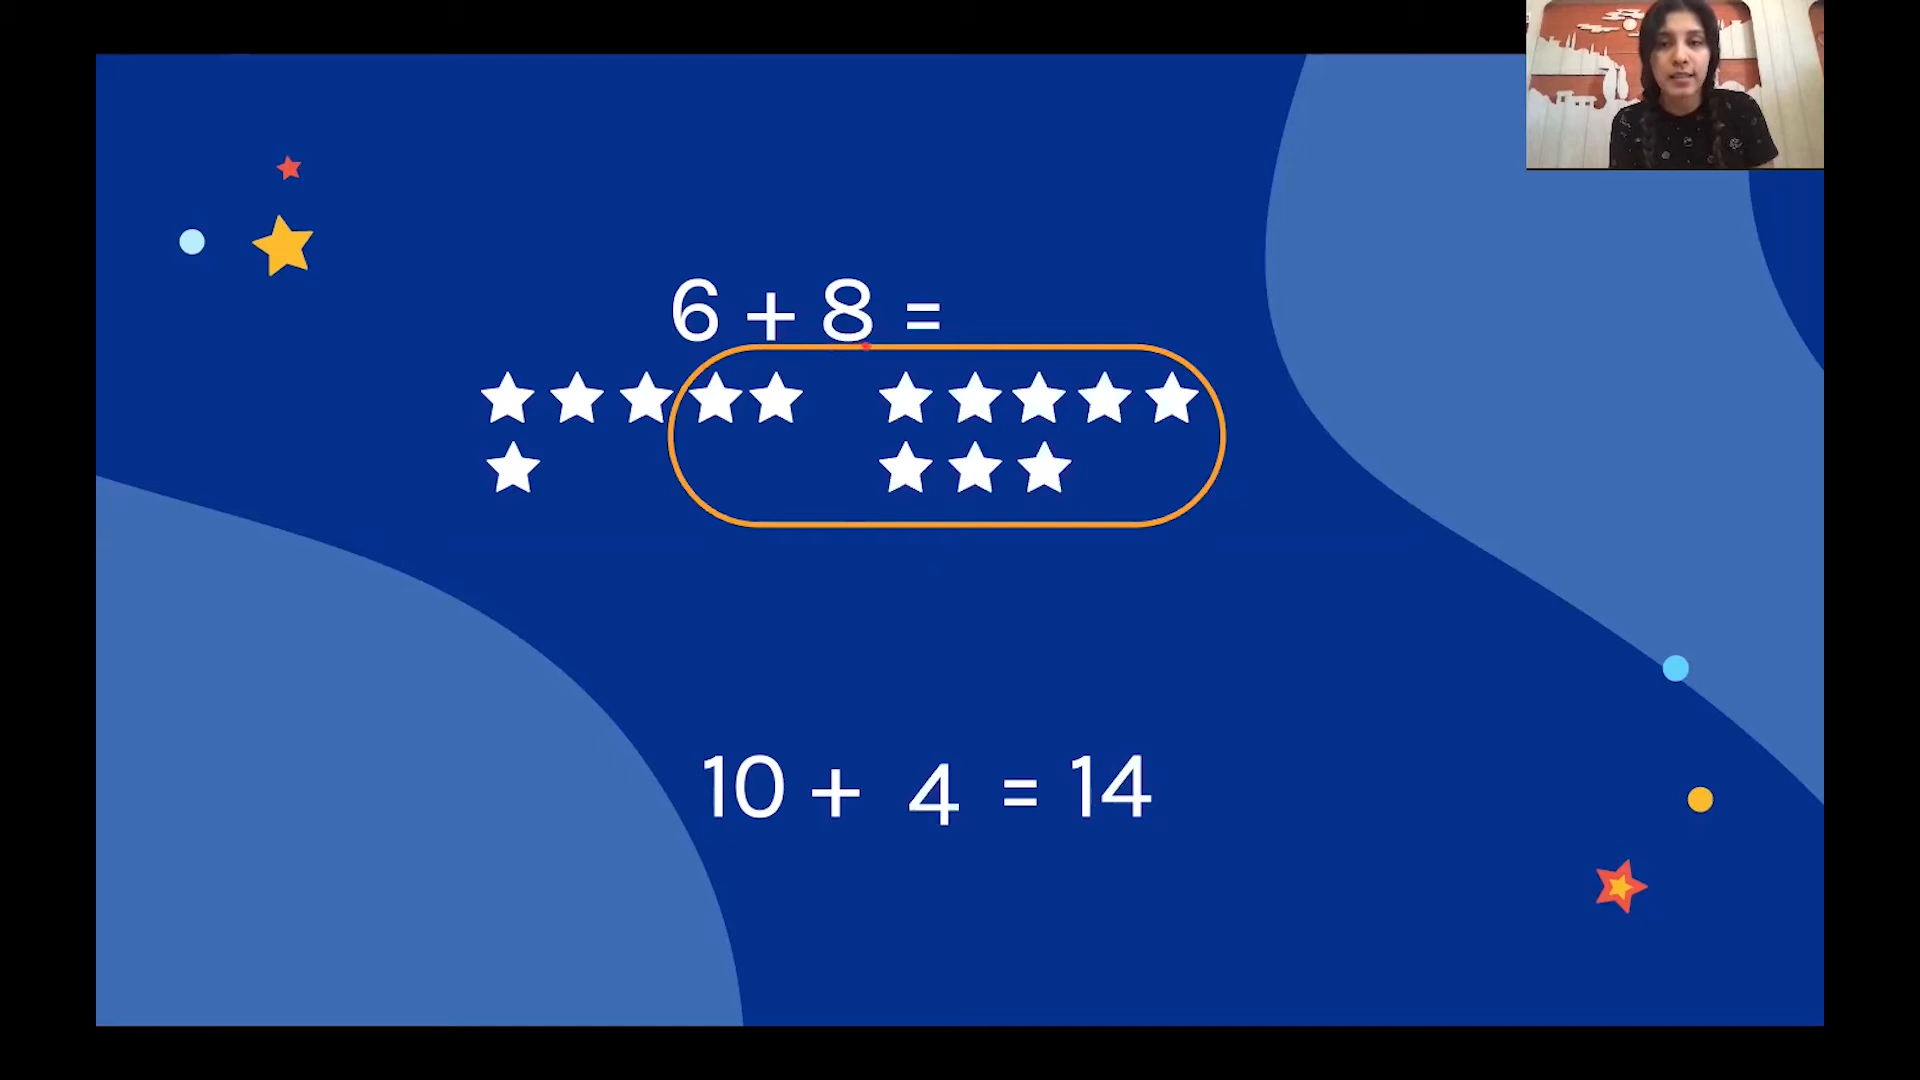 6 + 8 =
10 + 4 = 14